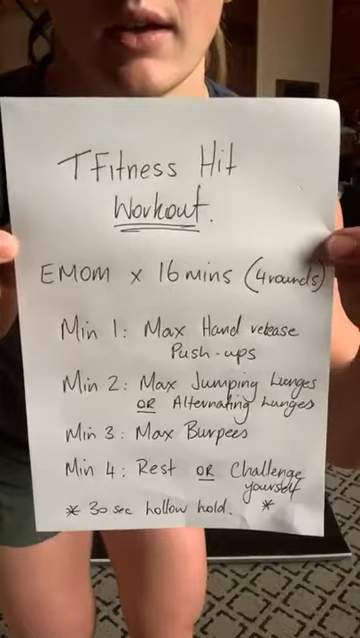 TFitness Hit
Workout.
EMOM x 16 mins (4 rounds)
Min 1: Max Hand release
Push-ups
Min 2: Max Jumping Lunges
OR Alternating Lunges
Min 3: Max Burpees
Min 4: Rest OR Challenge
yourself
* 30 sec hollow hold. *